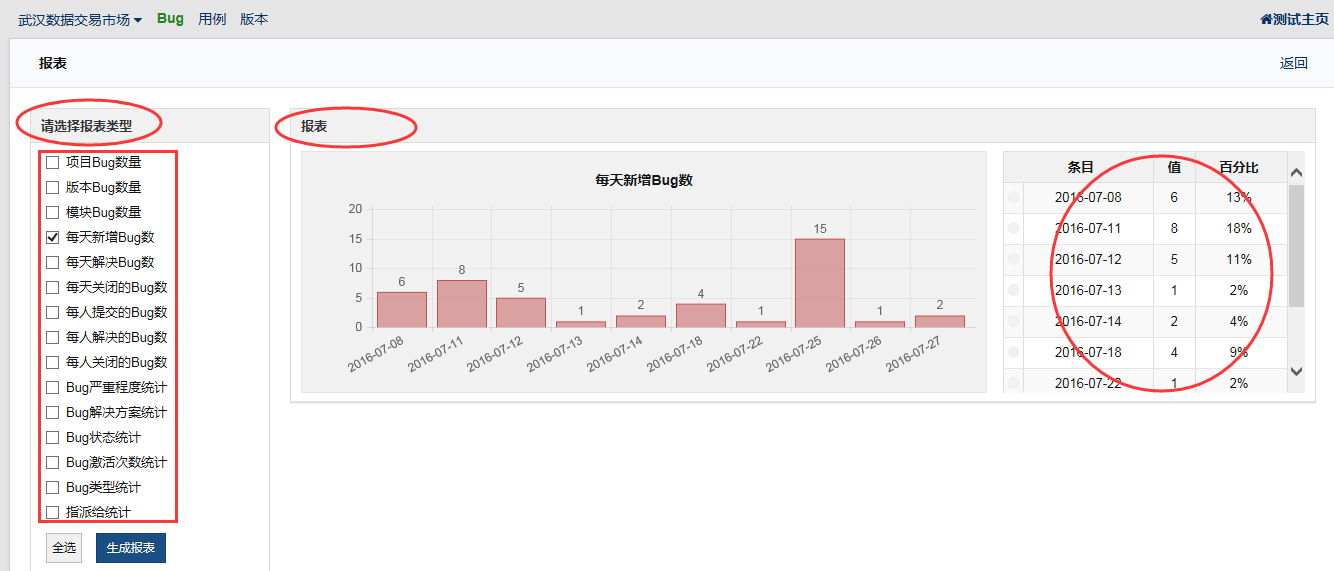 武汉数据交易市场 Bug 用例 版本 测试主页
报表 返回
请选择报表类型
项目Bug数量
版本Bug数量
模块Bug数量
每天新增Bug数
每天解决Bug数
每天关闭的Bug数
每人提交的Bug数
每人解决的Bug数
每人关闭的Bug数
Bug严重程度统计
Bug解决方案统计
Bug状态统计
Bug激活次数统计
Bug类型统计
指派给统计
全选 生成报表
报表
每天新增Bug数
20
15
10
5
0
6 8 5 1 2 4 1 15 1 2
2016-07-08 2016-07-11 2016-07-12 2016-07-13 2016-07-14 2016-07-18 2016-07-22 2016-07-25 2016-07-26 2016-07-27
条目 值 百分比
2016-07-08 6 13%
2016-07-11 8 18%
2016-07-12 5 11%
2016-07-13 1 2%
2016-07-14 2 4%
2016-07-18 4 9%
2016-07-22 1 2%